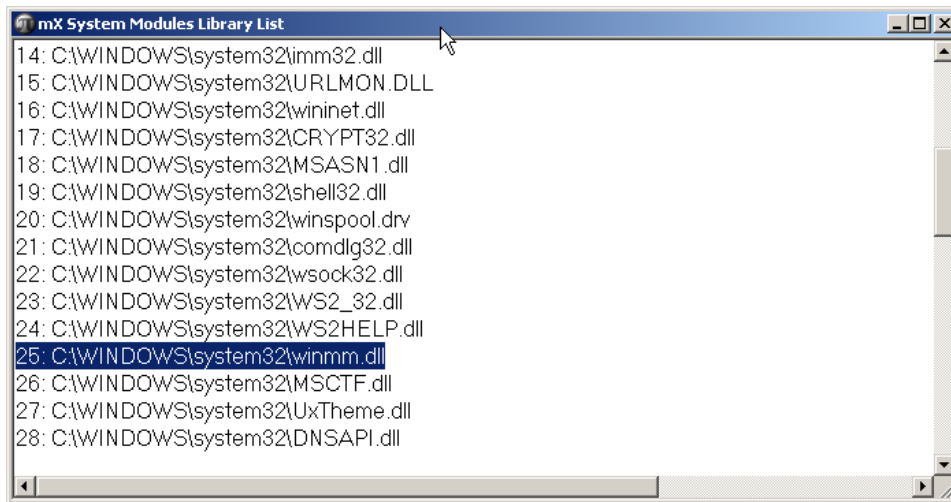 mX System Modules Library List
14: C:\WINDOWS\system32\imm32.dll
15: C:\WINDOWS\system32\URLMON.DLL
16: C:\WINDOWS\system32\wininet.dll
17: C:\WINDOWS\system32\CRYPT32.dll
18: C:\WINDOWS\system32\MSASN1.dll
19: C:\WINDOWS\system32\shell32.dll
20: C:\WINDOWS\system32\winspool.drv
21: C:\WINDOWS\system32\comdlg32.dll
22: C:\WINDOWS\system32\wsock32.dll
23: C:\WINDOWS\system32\WS2_32.dll
24: C:\WINDOWS\system32\WS2HELP.dll
25: C:\WINDOWS\system32\winmm.dll
26: C:\WINDOWS\system32\MSCTF.dll
27: C:\WINDOWS\system32\UxTheme.dll
28: C:\WINDOWS\system32\DNSAPI.dll